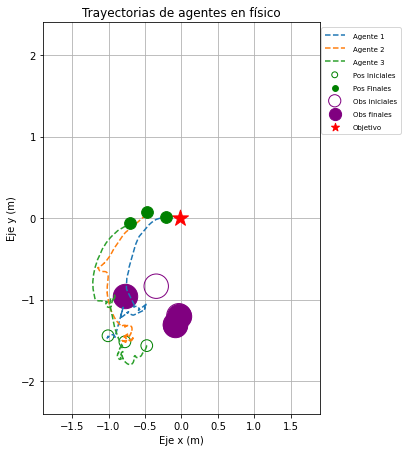 Trayectorias de agentes en físico
Agente 1
Agente 2
Agente 3
Pos Iniciales
Pos Finales
Obs Iniciales
Obs finales
Objetivo
2
1
0
−1
−2
Eje y (m)
−1.5
−1.0
−0.5
0.0
0.5
1.0
1.5
Eje x (m)